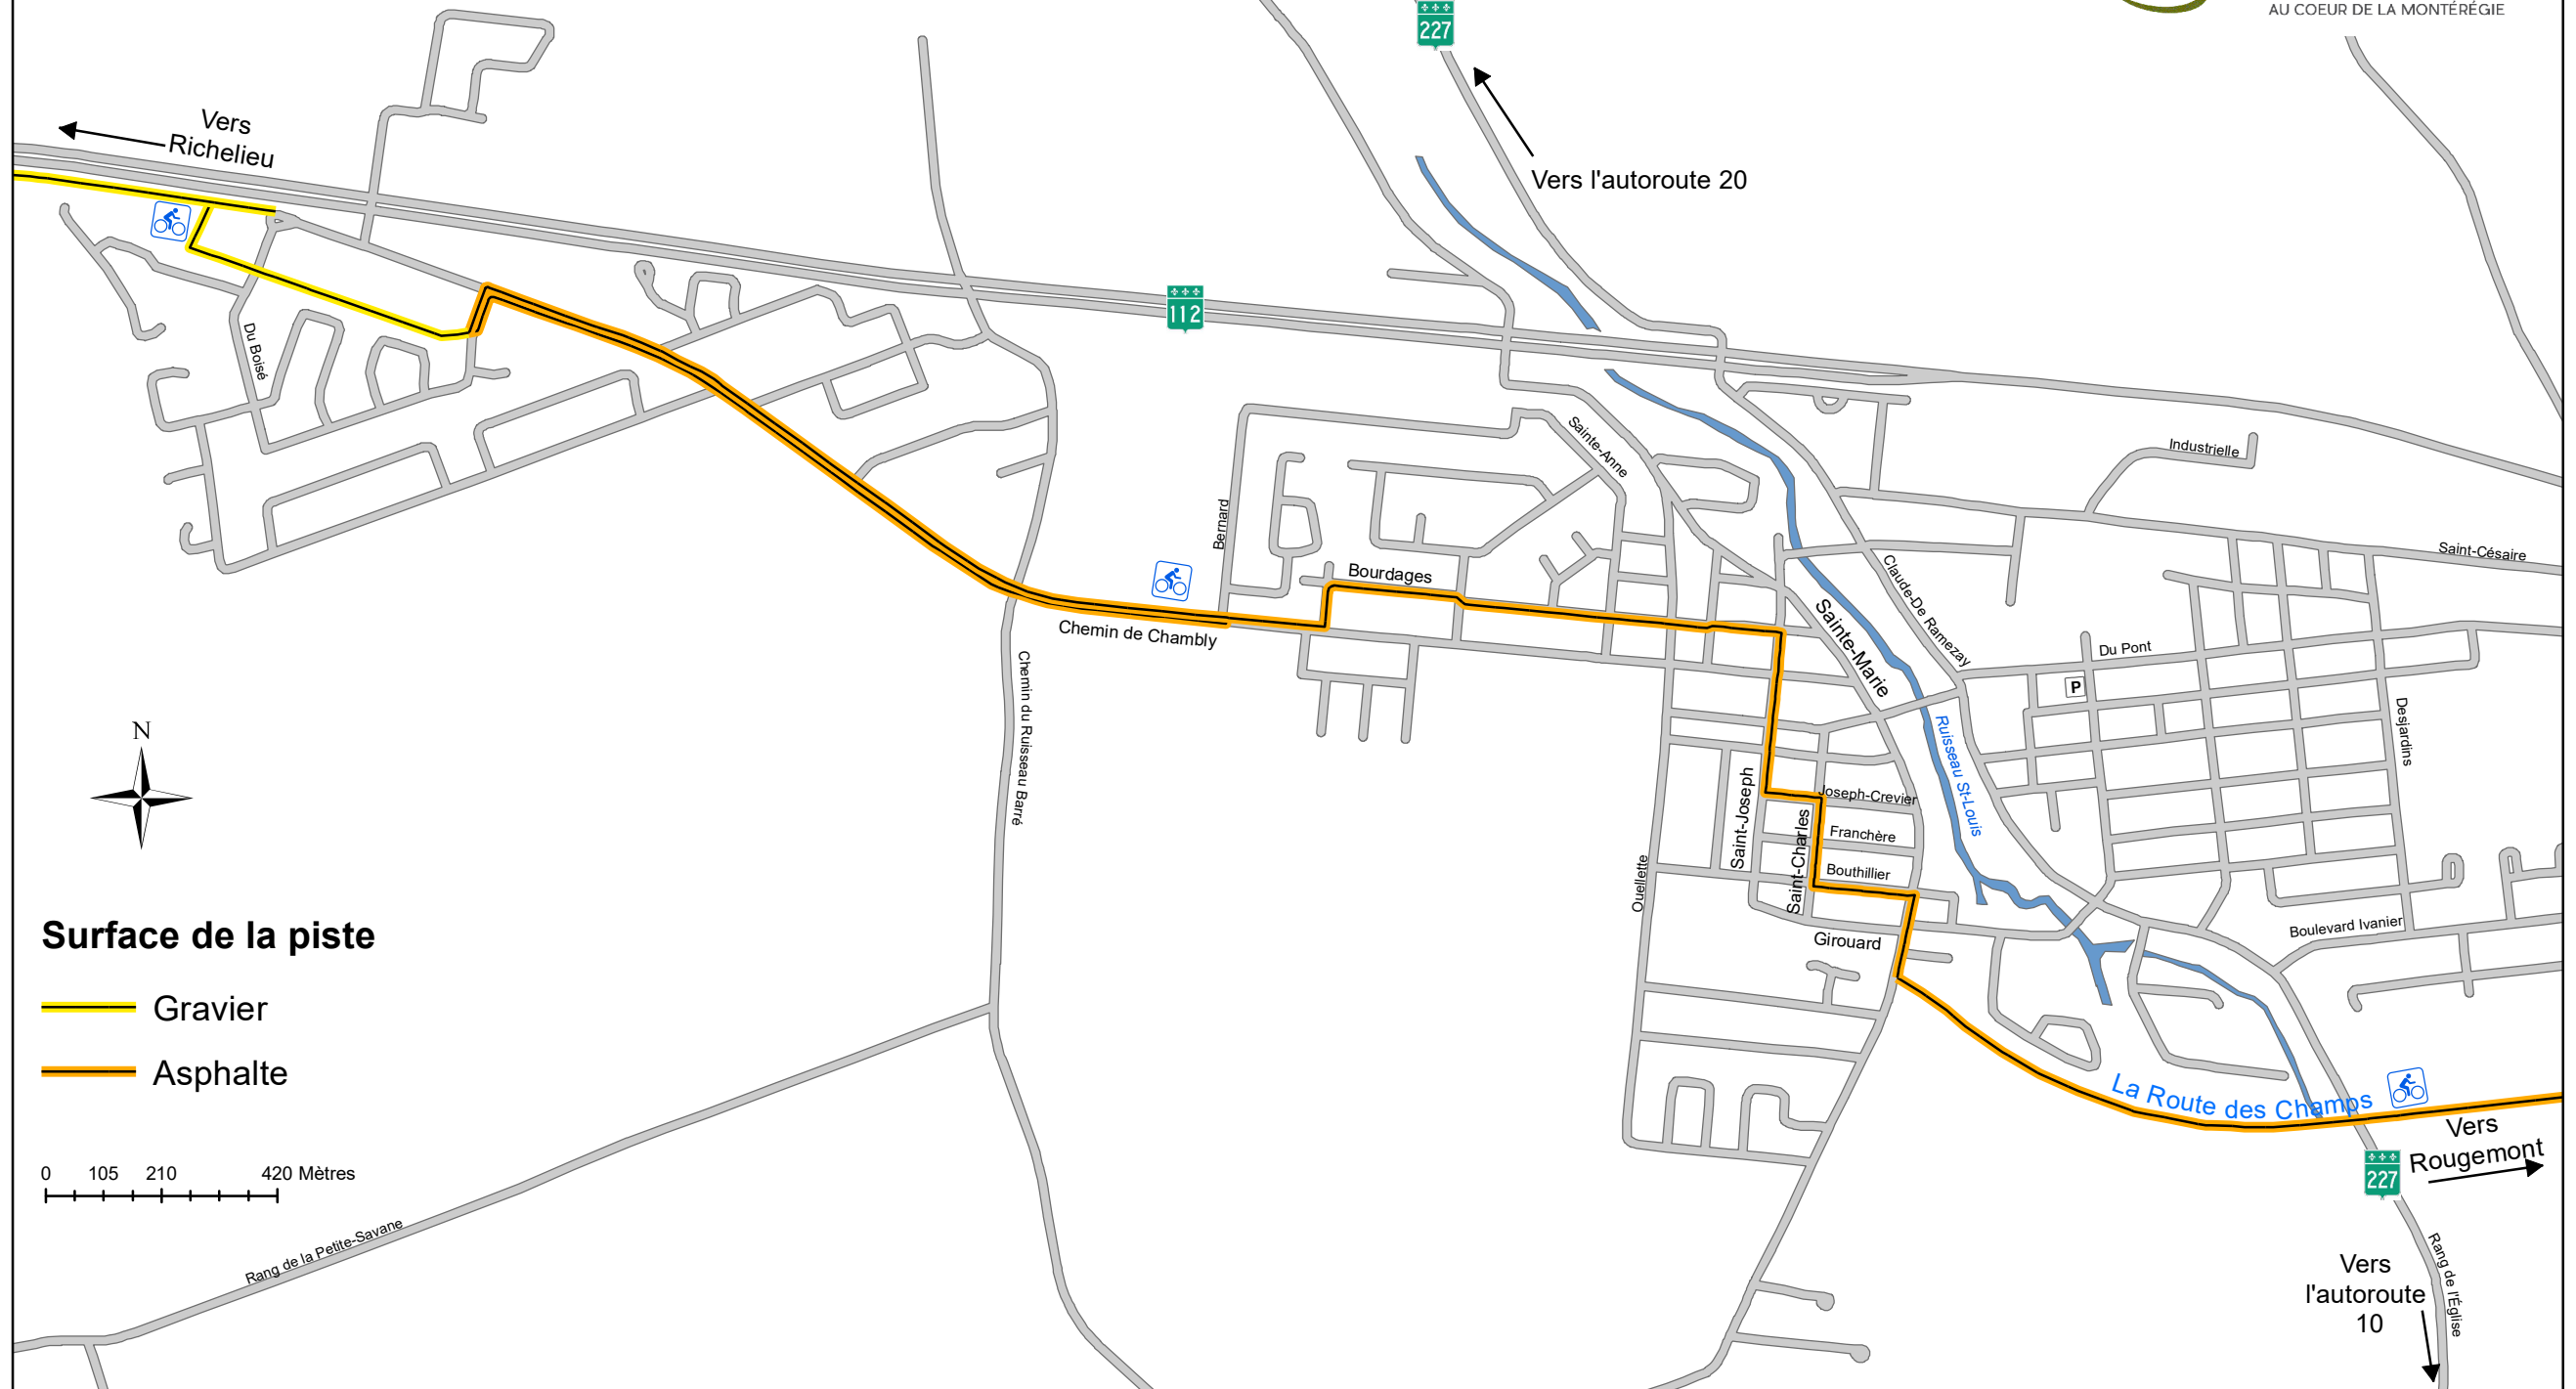 AU COEUR DE LA MONTÉRÉGIE
227
Vers
Richelieu
Vers l'autoroute 20
112
Du Boisé
Sainte-Anne
Industrielle
Bernard
Saint-Césaire
Bourdages
Claude-De Ramezay
Chemin de Chambly
Sainte-Marie
Du Pont
P
Chemin du Ruisseau Barré
Ruisseau St-Louis
Desjardins
N
Saint-Joseph
Joseph-Crevier
Saint-Charles
Franchère
Bouthillier
Ouellette
Girouard
Boulevard Ivanier
Surface de la piste
Gravier
Asphalte
La Route des Champs
Vers
Rougemont
227
0 105 210 420 Mètres
Rang de la Petite-Savane
Rang de l'Église
Vers
l'autoroute
10